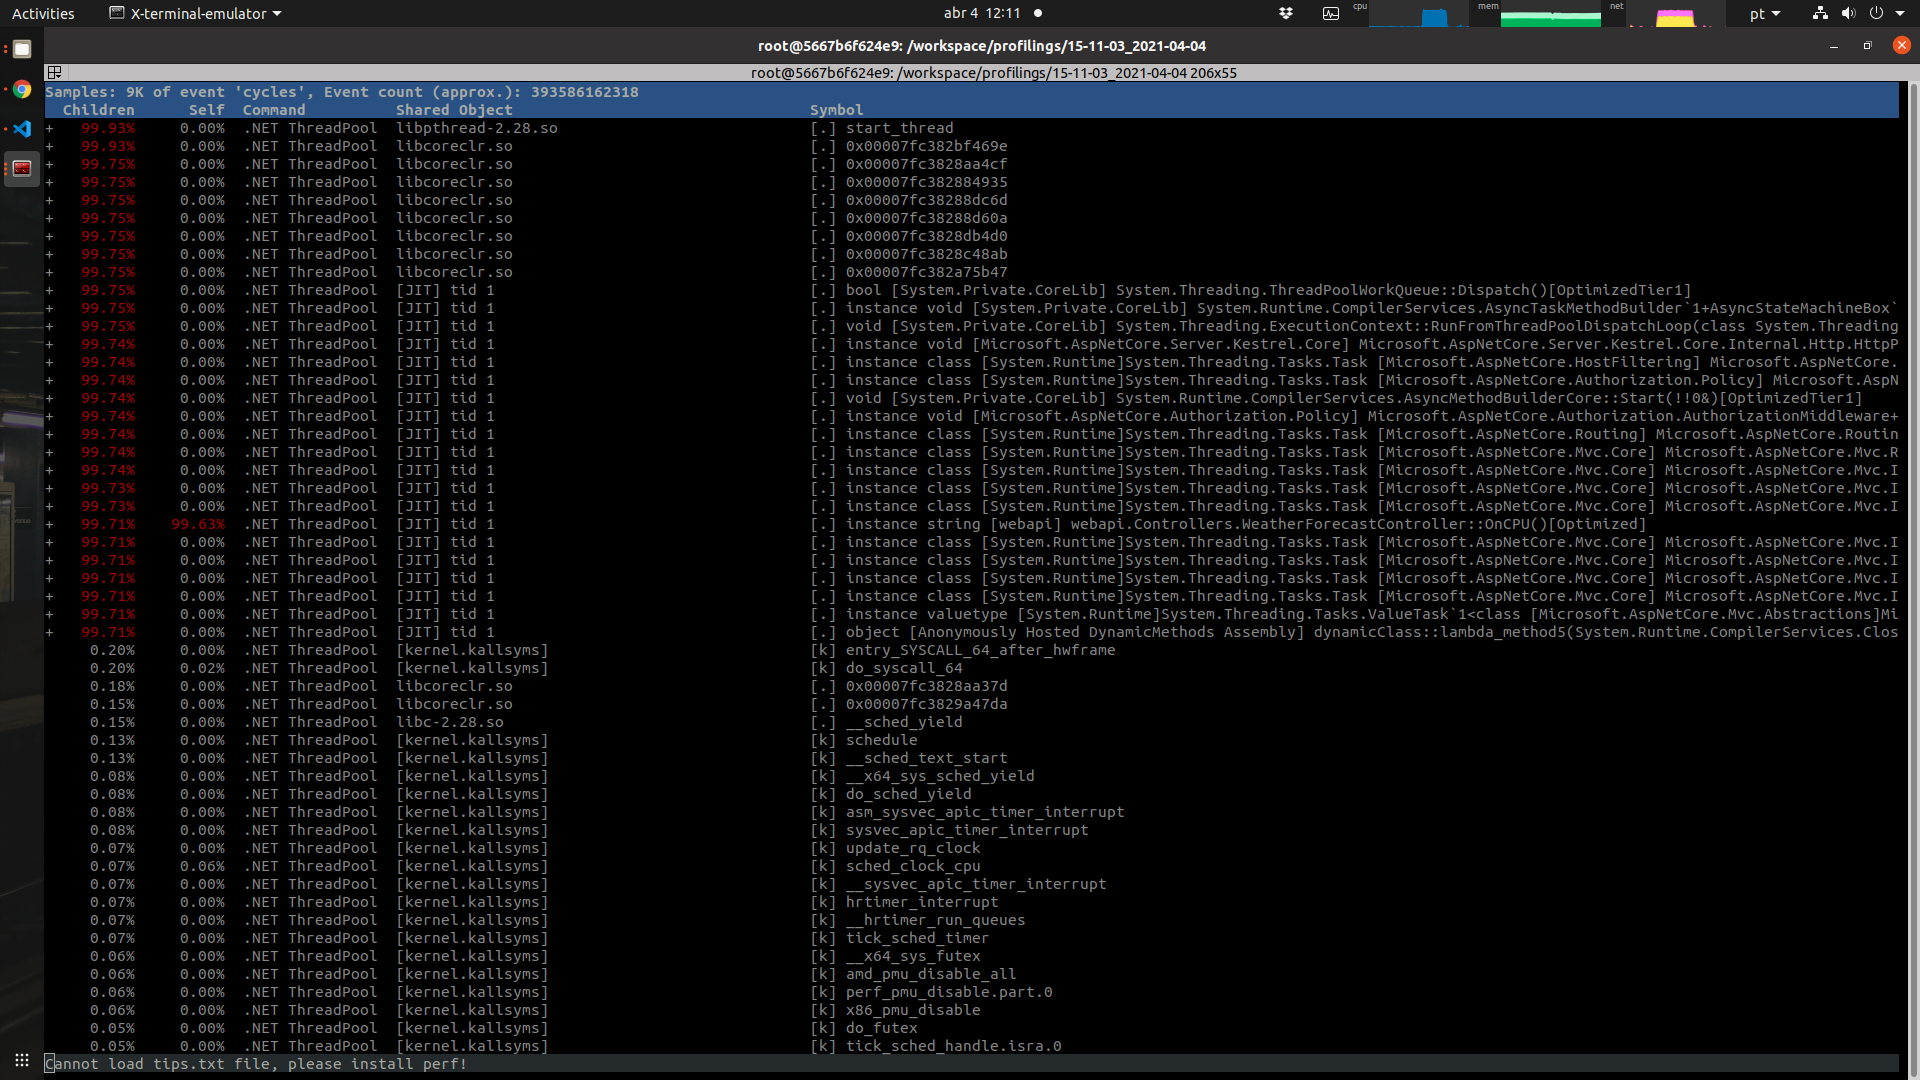 Activities X-terminal-emulator abr 4 12:11 cpu mem net pt
root@5667b6f624e9: /workspace/profilings/15-11-03_2021-04-04
root@5667b6f624e9: /workspace/profilings/15-11-03_2021-04-04 206x55
Samples: 9K of event 'cycles', Event count (approx.): 393586162318
Children Self Command Shared Object Symbol
+ 99.93% 0.00% .NET ThreadPool libpthread-2.28.so [.] start_thread
+ 99.93% 0.00% .NET ThreadPool libcoreclr.so [.] 0x00007fc382bf469e
+ 99.75% 0.00% .NET ThreadPool libcoreclr.so [.] 0x00007fc3828aa4cf
+ 99.75% 0.00% .NET ThreadPool libcoreclr.so [.] 0x00007fc382884935
+ 99.75% 0.00% .NET ThreadPool libcoreclr.so [.] 0x00007fc38288dc6d
+ 99.75% 0.00% .NET ThreadPool libcoreclr.so [.] 0x00007fc38288d60a
+ 99.75% 0.00% .NET ThreadPool libcoreclr.so [.] 0x00007fc3828db4d0
+ 99.75% 0.00% .NET ThreadPool libcoreclr.so [.] 0x00007fc3828c48ab
+ 99.75% 0.00% .NET ThreadPool libcoreclr.so [.] 0x00007fc382a75b47
+ 99.75% 0.00% .NET ThreadPool [JIT] tid 1 [.] bool [System.Private.CoreLib] System.Threading.ThreadPoolWorkQueue::Dispatch()[OptimizedTier1]
+ 99.75% 0.00% .NET ThreadPool [JIT] tid 1 [.] instance void [System.Private.CoreLib] System.Runtime.CompilerServices.AsyncTaskMethodBuilder`1+AsyncStateMachineBox`
+ 99.75% 0.00% .NET ThreadPool [JIT] tid 1 [.] void [System.Private.CoreLib] System.Threading.ExecutionContext::RunFromThreadPoolDispatchLoop(class System.Threading
+ 99.74% 0.00% .NET ThreadPool [JIT] tid 1 [.] instance void [Microsoft.AspNetCore.Server.Kestrel.Core] Microsoft.AspNetCore.Server.Kestrel.Core.Internal.Http.HttpP
+ 99.74% 0.00% .NET ThreadPool [JIT] tid 1 [.] instance class [System.Runtime]System.Threading.Tasks.Task [Microsoft.AspNetCore.HostFiltering] Microsoft.AspNetCore.
+ 99.74% 0.00% .NET ThreadPool [JIT] tid 1 [.] instance class [System.Runtime]System.Threading.Tasks.Task [Microsoft.AspNetCore.Authorization.Policy] Microsoft.AspN
+ 99.74% 0.00% .NET ThreadPool [JIT] tid 1 [.] void [System.Private.CoreLib] System.Runtime.CompilerServices.AsyncMethodBuilderCore::Start(!!0&)[OptimizedTier1]
+ 99.74% 0.00% .NET ThreadPool [JIT] tid 1 [.] instance void [Microsoft.AspNetCore.Authorization.Policy] Microsoft.AspNetCore.Authorization.AuthorizationMiddleware+
+ 99.74% 0.00% .NET ThreadPool [JIT] tid 1 [.] instance class [System.Runtime]System.Threading.Tasks.Task [Microsoft.AspNetCore.Routing] Microsoft.AspNetCore.Routin
+ 99.74% 0.00% .NET ThreadPool [JIT] tid 1 [.] instance class [System.Runtime]System.Threading.Tasks.Task [Microsoft.AspNetCore.Mvc.Core] Microsoft.AspNetCore.Mvc.R
+ 99.74% 0.00% .NET ThreadPool [JIT] tid 1 [.] instance class [System.Runtime]System.Threading.Tasks.Task [Microsoft.AspNetCore.Mvc.Core] Microsoft.AspNetCore.Mvc.I
+ 99.73% 0.00% .NET ThreadPool [JIT] tid 1 [.] instance class [System.Runtime]System.Threading.Tasks.Task [Microsoft.AspNetCore.Mvc.Core] Microsoft.AspNetCore.Mvc.I
+ 99.73% 0.00% .NET ThreadPool [JIT] tid 1 [.] instance class [System.Runtime]System.Threading.Tasks.Task [Microsoft.AspNetCore.Mvc.Core] Microsoft.AspNetCore.Mvc.I
+ 99.71% 99.63% .NET ThreadPool [JIT] tid 1 [.] instance string [webapi] webapi.Controllers.WeatherForecastController::OnCPU()[Optimized]
+ 99.71% 0.00% .NET ThreadPool [JIT] tid 1 [.] instance class [System.Runtime]System.Threading.Tasks.Task [Microsoft.AspNetCore.Mvc.Core] Microsoft.AspNetCore.Mvc.I
+ 99.71% 0.00% .NET ThreadPool [JIT] tid 1 [.] instance class [System.Runtime]System.Threading.Tasks.Task [Microsoft.AspNetCore.Mvc.Core] Microsoft.AspNetCore.Mvc.I
+ 99.71% 0.00% .NET ThreadPool [JIT] tid 1 [.] instance class [System.Runtime]System.Threading.Tasks.Task [Microsoft.AspNetCore.Mvc.Core] Microsoft.AspNetCore.Mvc.I
+ 99.71% 0.00% .NET ThreadPool [JIT] tid 1 [.] instance class [System.Runtime]System.Threading.Tasks.Task [Microsoft.AspNetCore.Mvc.Core] Microsoft.AspNetCore.Mvc.I
+ 99.71% 0.00% .NET ThreadPool [JIT] tid 1 [.] instance valuetype [System.Runtime]System.Threading.Tasks.ValueTask`1<class [Microsoft.AspNetCore.Mvc.Abstractions]Mi
+ 99.71% 0.00% .NET ThreadPool [JIT] tid 1 [.] object [Anonymously Hosted DynamicMethods Assembly] dynamicClass::lambda_method5(System.Runtime.CompilerServices.Clos
0.20% 0.00% .NET ThreadPool [kernel.kallsyms] [k] entry_SYSCALL_64_after_hwframe
0.20% 0.02% .NET ThreadPool [kernel.kallsyms] [k] do_syscall_64
0.18% 0.00% .NET ThreadPool libcoreclr.so [.] 0x00007fc3828aa37d
0.15% 0.00% .NET ThreadPool libcoreclr.so [.] 0x00007fc3829a47da
0.15% 0.00% .NET ThreadPool libc-2.28.so [.] __sched_yield
0.13% 0.00% .NET ThreadPool [kernel.kallsyms] [k] schedule
0.13% 0.00% .NET ThreadPool [kernel.kallsyms] [k] __sched_text_start
0.08% 0.00% .NET ThreadPool [kernel.kallsyms] [k] __x64_sys_sched_yield
0.08% 0.00% .NET ThreadPool [kernel.kallsyms] [k] do_sched_yield
0.08% 0.00% .NET ThreadPool [kernel.kallsyms] [k] asm_sysvec_apic_timer_interrupt
0.08% 0.00% .NET ThreadPool [kernel.kallsyms] [k] sysvec_apic_timer_interrupt
0.07% 0.00% .NET ThreadPool [kernel.kallsyms] [k] update_rq_clock
0.07% 0.06% .NET ThreadPool [kernel.kallsyms] [k] sched_clock_cpu
0.07% 0.00% .NET ThreadPool [kernel.kallsyms] [k] __sysvec_apic_timer_interrupt
0.07% 0.00% .NET ThreadPool [kernel.kallsyms] [k] hrtimer_interrupt
0.07% 0.00% .NET ThreadPool [kernel.kallsyms] [k] __hrtimer_run_queues
0.07% 0.00% .NET ThreadPool [kernel.kallsyms] [k] tick_sched_timer
0.06% 0.00% .NET ThreadPool [kernel.kallsyms] [k] __x64_sys_futex
0.06% 0.00% .NET ThreadPool [kernel.kallsyms] [k] amd_pmu_disable_all
0.06% 0.00% .NET ThreadPool [kernel.kallsyms] [k] perf_pmu_disable.part.0
0.06% 0.00% .NET ThreadPool [kernel.kallsyms] [k] x86_pmu_disable
0.05% 0.00% .NET ThreadPool [kernel.kallsyms] [k] do_futex
0.05% 0.00% .NET ThreadPool [kernel.kallsyms] [k] tick_sched_handle.isra.0
Cannot load tips.txt file, please install perf!